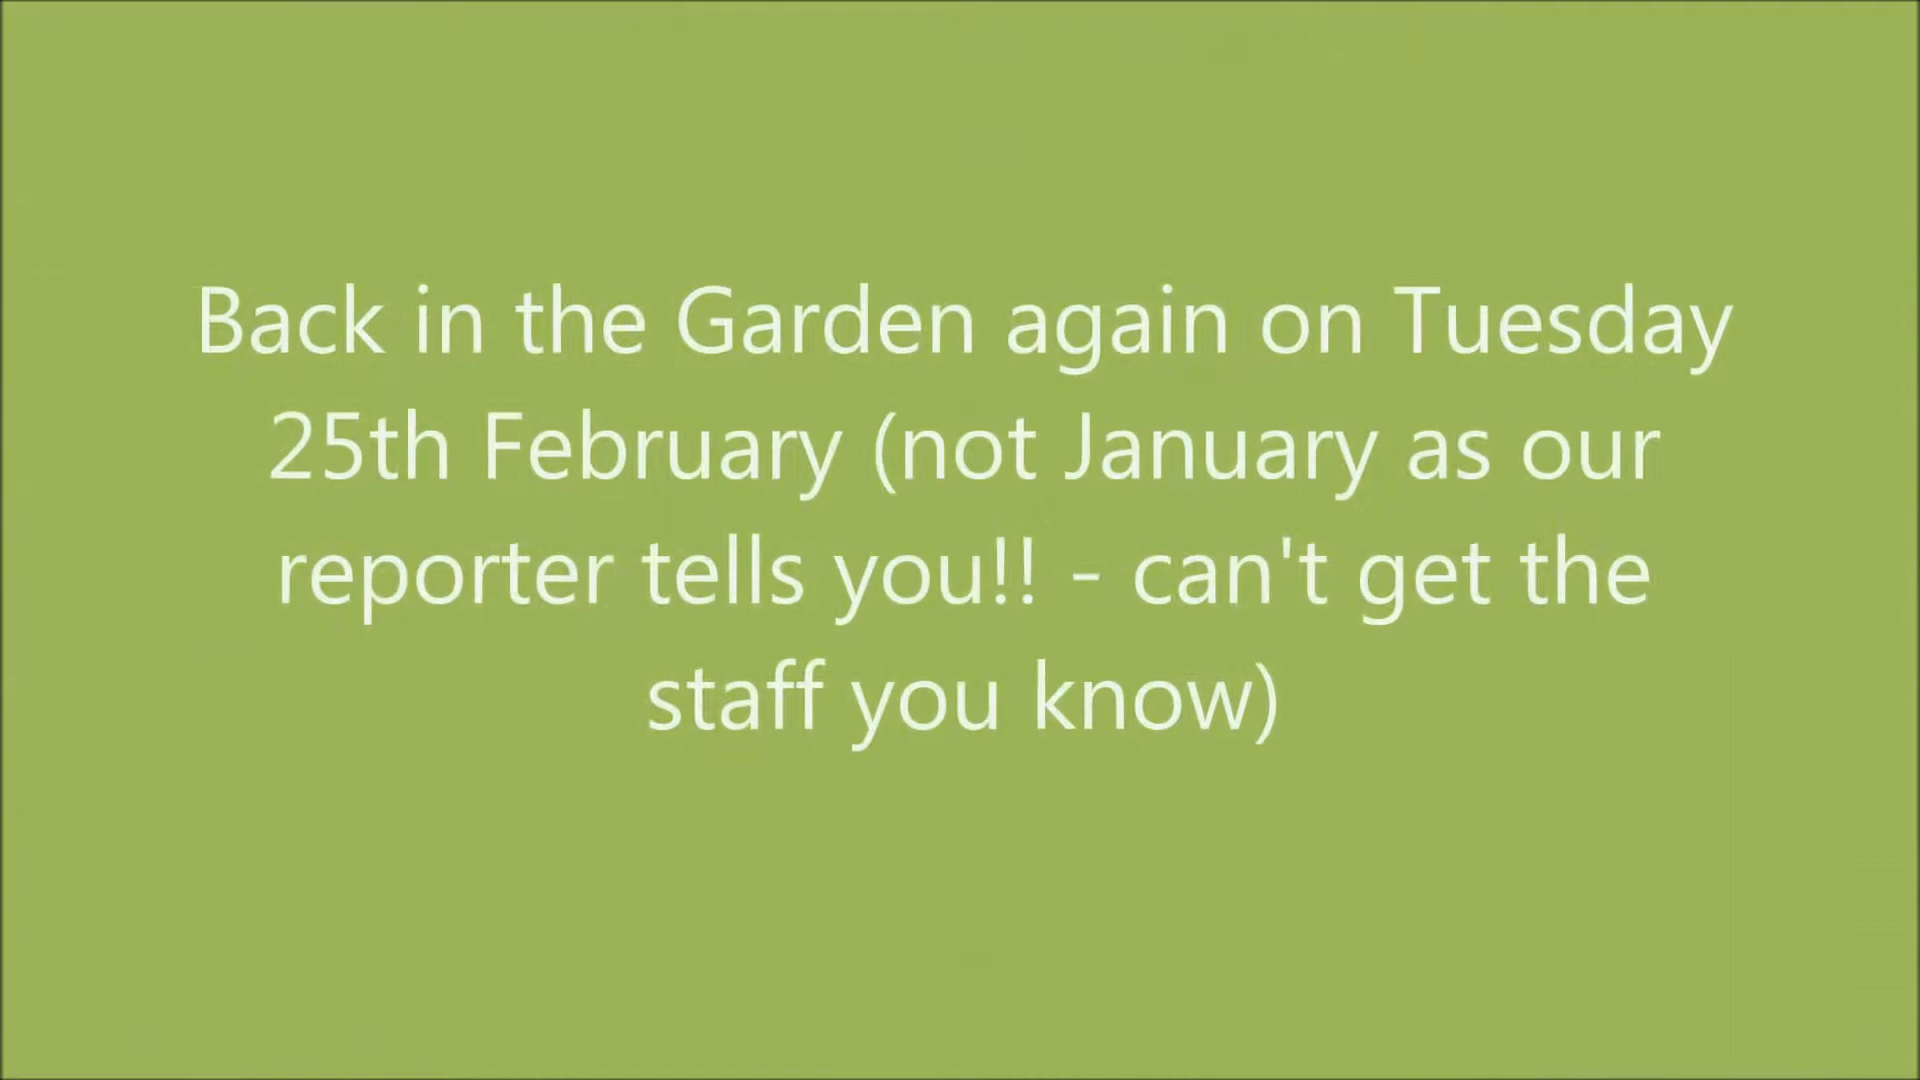 Back in the Garden again on Tuesday
25th February (not January as our
reporter tells you!! - can't get the
staff you know)